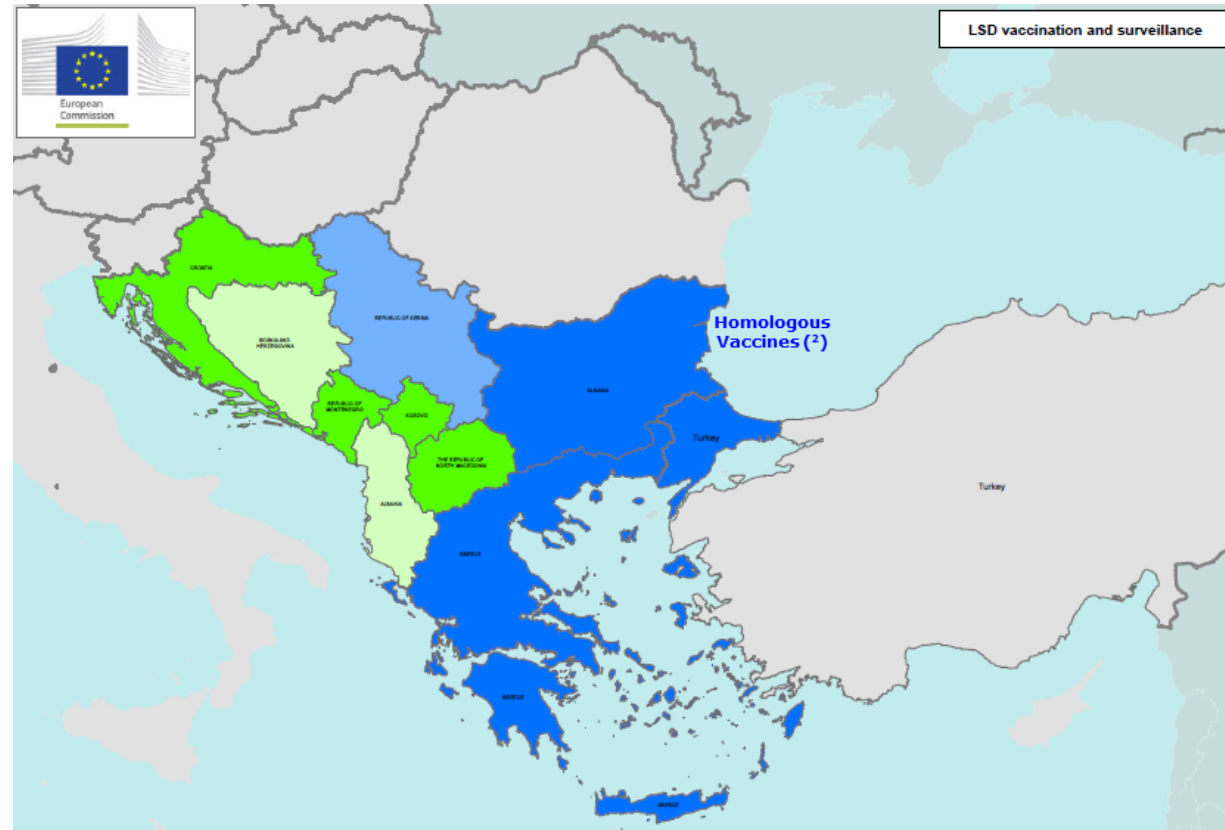 European
Commission
LSD vaccination and surveillance
CROATIA
REPUBLIC OF SERBIA
BOSNIA AND
HERZEGOVINA
Homologous
Vaccines (²)
REPUBLIC OF
MONTENEGRO
KOSOVO
ALBANIA
Turkey
THE REPUBLIC OF
NORTH MACEDONIA
Turkey
ALBANIA
GREECE
GREECE
GREECE